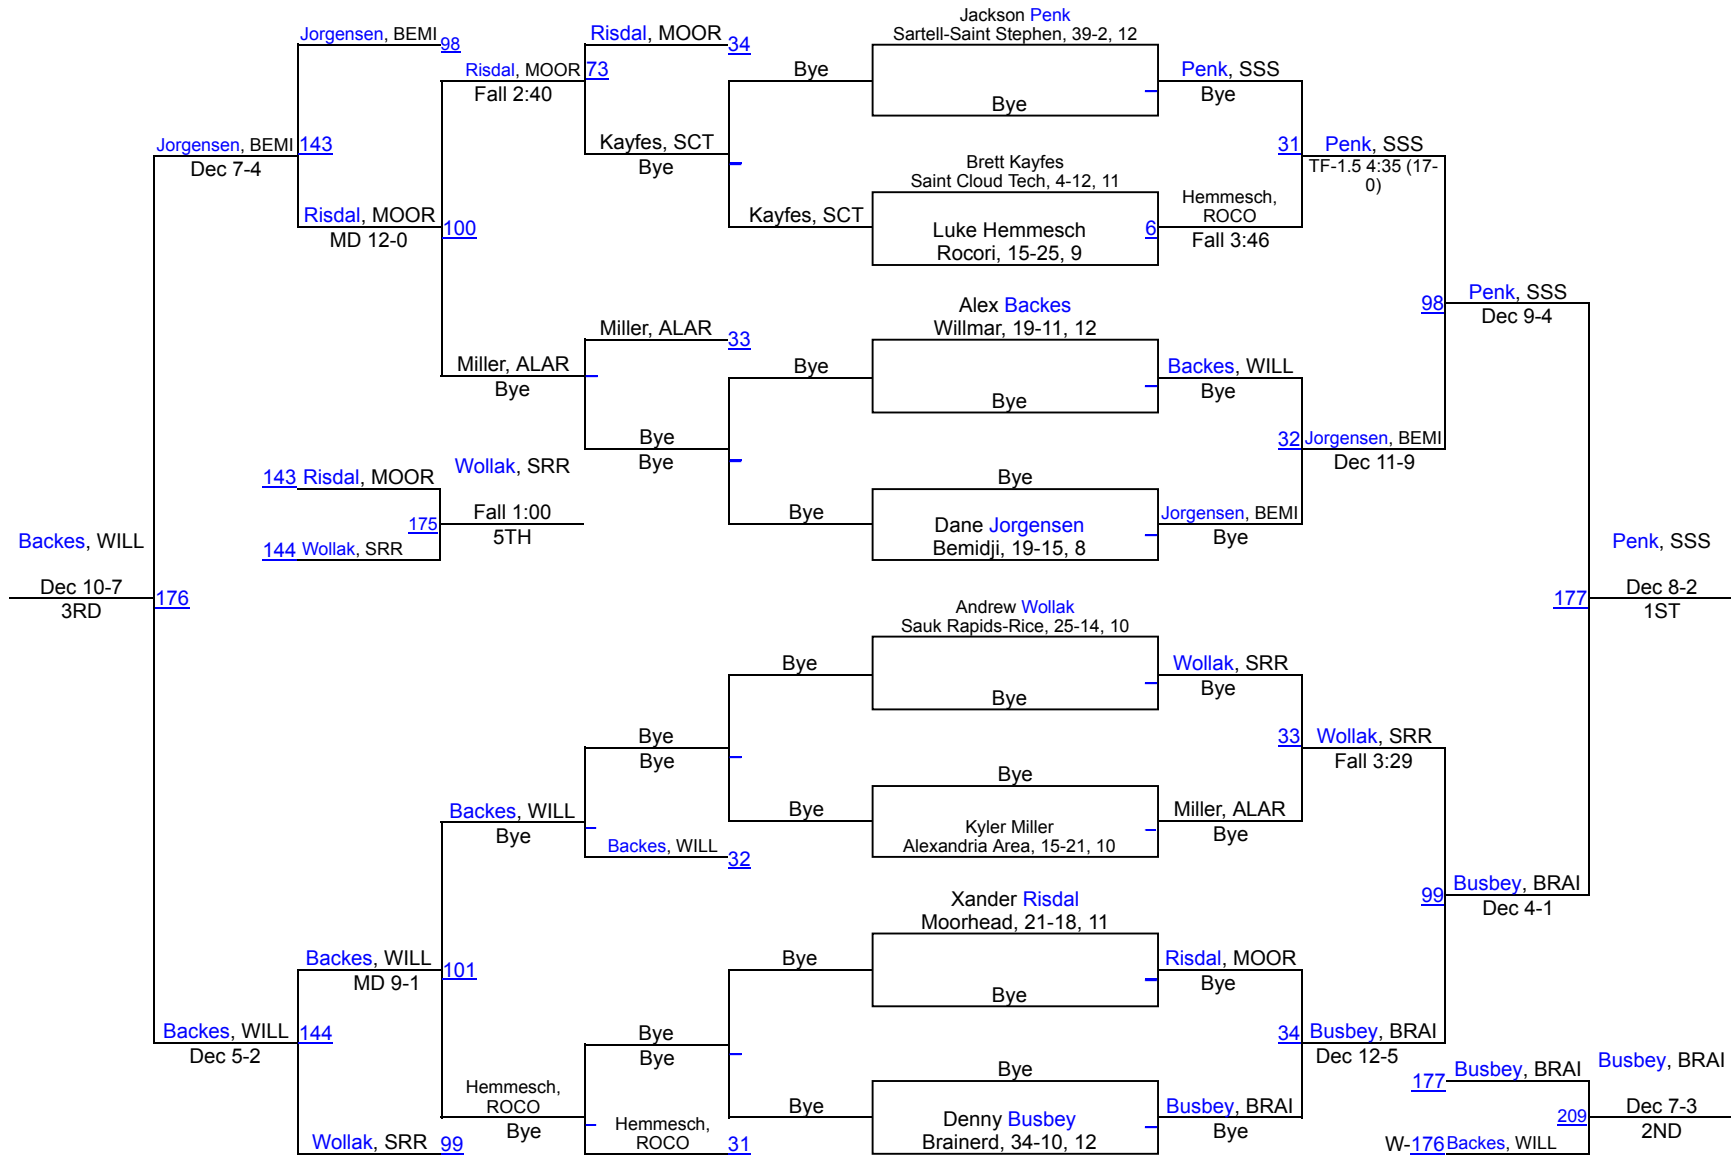 Jorgensen, BEMI
98
Risdal, MOOR
34
Risdal, MOOR
73
Fall 2:40
Jorgensen, BEMI
143
Dec 7-4
Kayfes, SCT
Bye
Risdal, MOOR
100
MD 12-0
Miller, ALAR
33
Miller, ALAR
Bye
Bye
Bye
143
Risdal, MOOR
Wollak, SRR
175
Fall 1:00
5TH
144
Wollak, SRR
Backes, WILL
Dec 10-7
3RD
176
Bye
Bye
Backes, WILL
Bye
Backes, WILL
32
Backes, WILL
101
MD 9-1
Backes, WILL
144
Dec 5-2
Bye
Bye
Hemmesch,
ROCO
Bye
Hemmesch,
ROCO
31
Wollak, SRR
99
Jackson Penk
Sartell-Saint Stephen, 39-2, 12
Bye
Bye
Penk, SSS
Bye
Brett Kayfes
Saint Cloud Tech, 4-12, 11
Kayfes, SCT
Luke Hemmesch
Rocori, 15-25, 9
6
Hemmesch,
ROCO
Fall 3:46
31
Penk, SSS
TF-1.5 4:35 (17-
0)
Alex Backes
Willmar, 19-11, 12
Bye
Bye
Backes, WILL
Bye
Bye
Bye
Dane Jorgensen
Bemidji, 19-15, 8
Jorgensen, BEMI
Bye
32
Jorgensen, BEMI
Dec 11-9
98
Penk, SSS
Dec 9-4
Andrew Wollak
Sauk Rapids-Rice, 25-14, 10
Bye
Bye
Wollak, SRR
Bye
Bye
Bye
Kyler Miller
Alexandria Area, 15-21, 10
Miller, ALAR
Bye
33
Wollak, SRR
Fall 3:29
Xander Risdal
Moorhead, 21-18, 11
Bye
Bye
Risdal, MOOR
Bye
Bye
Bye
Denny Busbey
Brainerd, 34-10, 12
Busbey, BRAI
Bye
34
Busbey, BRAI
Dec 12-5
99
Busbey, BRAI
Dec 4-1
Penk, SSS
177
Dec 8-2
1ST
177
Busbey, BRAI
Busbey, BRAI
209
Dec 7-3
2ND
W-176
Backes, WILL